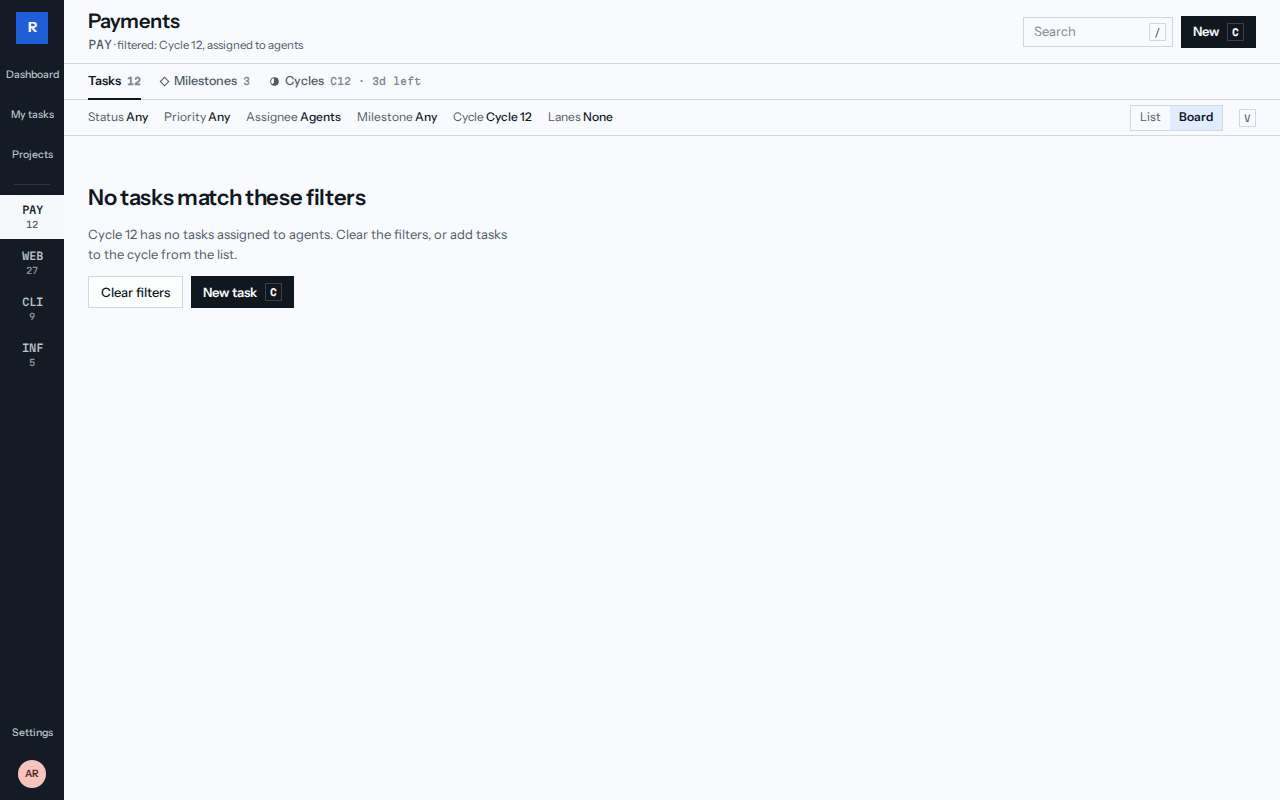 R
Dashboard
My tasks
Projects
PAY
12
WEB
27
CLI
9
INF
5
Settings
AR
Payments
PAY · filtered: Cycle 12, assigned to agents
Search /
New C
Tasks 12 Milestones 3 Cycles C12 · 3d left
Status Any Priority Any Assignee Agents Milestone Any Cycle Cycle 12 Lanes None
List Board V
No tasks match these filters
Cycle 12 has no tasks assigned to agents. Clear the filters, or add tasks
to the cycle from the list.
Clear filters New task C